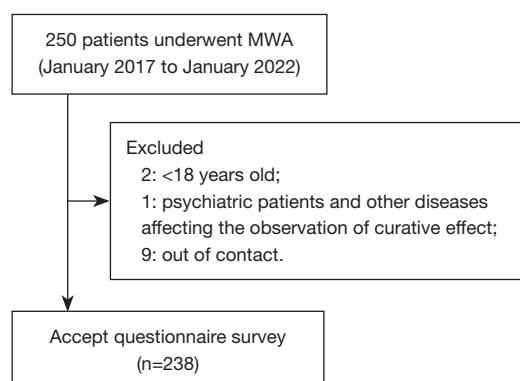 250 patients underwent MWA
(January 2017 to January 2022)
Excluded
2: <18 years old;
1: psychiatric patients and other diseases
affecting the observation of curative effect;
9: out of contact.
Accept questionnaire survey
(n=238)